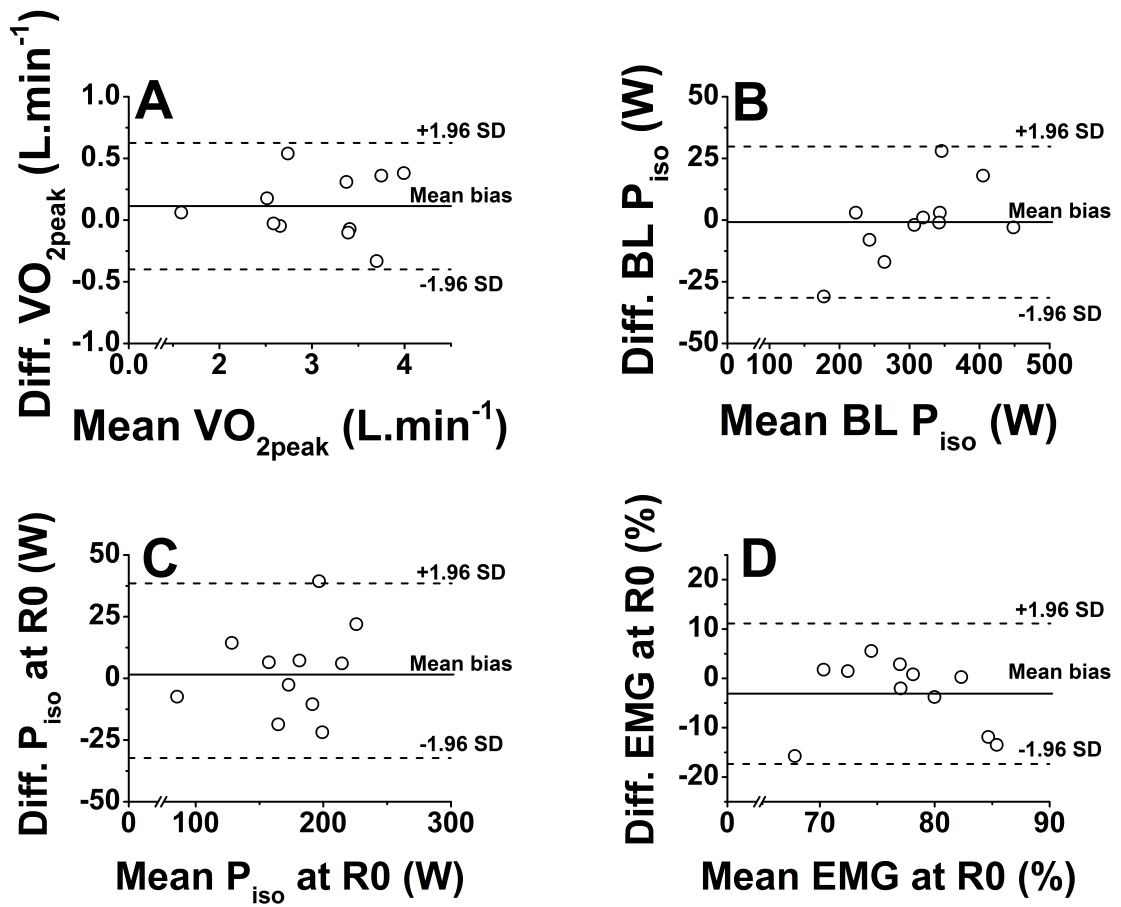 A
Diff. VO2peak (L.min-1)
1.0
0.5
0.0
-0.5
-1.0
+1.96 SD
Mean bias
-1.96 SD
0.0 2 3 4
Mean VO2peak (L.min-1)
B
Diff. BL Piso (W)
50
25
0
-25
-50
+1.96 SD
Mean bias
-1.96 SD
0 100 200 300 400 500
Mean BL Piso (W)
C
Diff. Piso at R0 (W)
50
25
0
-25
-50
+1.96 SD
Mean bias
-1.96 SD
0 100 200 300
Mean Piso at R0 (W)
D
Diff. EMG at R0 (%)
20
10
0
-10
-20
+1.96 SD
Mean bias
-1.96 SD
0 70 80 90
Mean EMG at R0 (%)